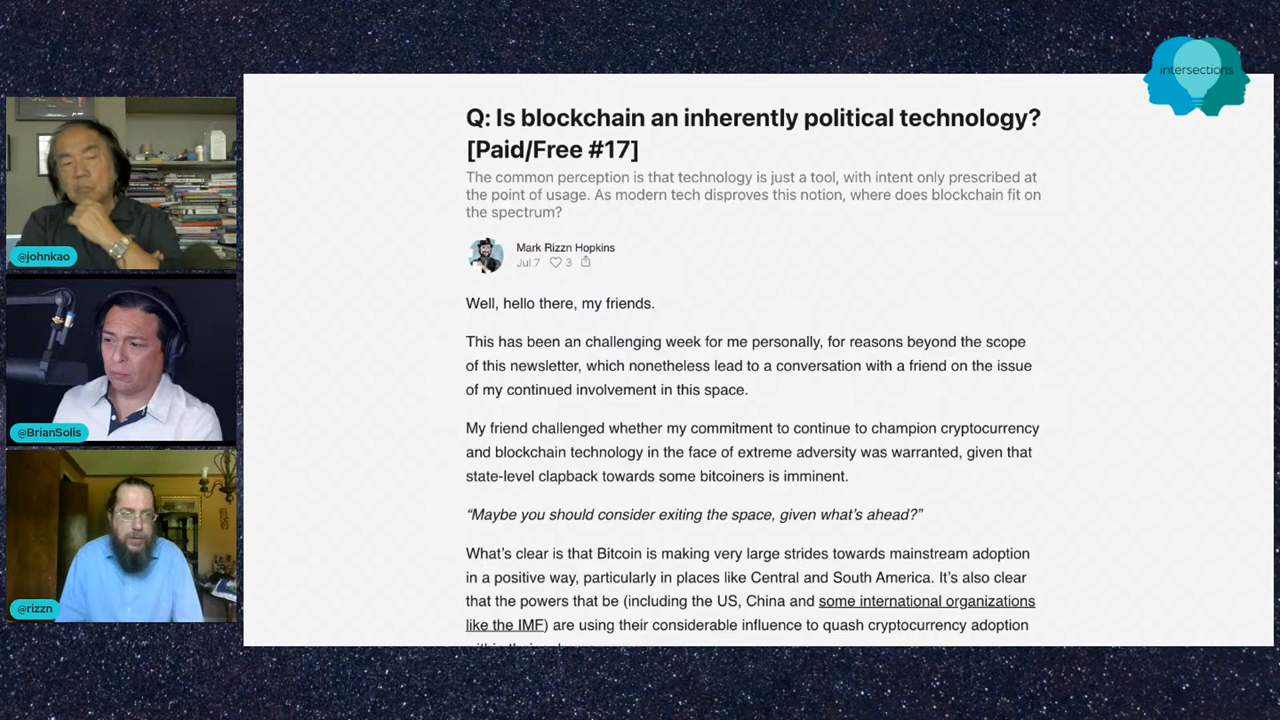 intersections
@johnkao
@BrianSolis
@rizzn
Q: Is blockchain an inherently political technology?
[Paid/Free #17]
The common perception is that technology is just a tool, with intent only prescribed at
the point of usage. As modern tech disproves this notion, where does blockchain fit on
the spectrum?
Mark Rizzn Hopkins
Jul 7 3
Well, hello there, my friends.
This has been an challenging week for me personally, for reasons beyond the scope
of this newsletter, which nonetheless lead to a conversation with a friend on the issue
of my continued involvement in this space.
My friend challenged whether my commitment to continue to champion cryptocurrency
and blockchain technology in the face of extreme adversity was warranted, given that
state-level clapback towards some bitcoiners is imminent.
“Maybe you should consider exiting the space, given what’s ahead?”
What’s clear is that Bitcoin is making very large strides towards mainstream adoption
in a positive way, particularly in places like Central and South America. It’s also clear
that the powers that be (including the US, China and some international organizations
like the IMF) are using their considerable influence to quash cryptocurrency adoption